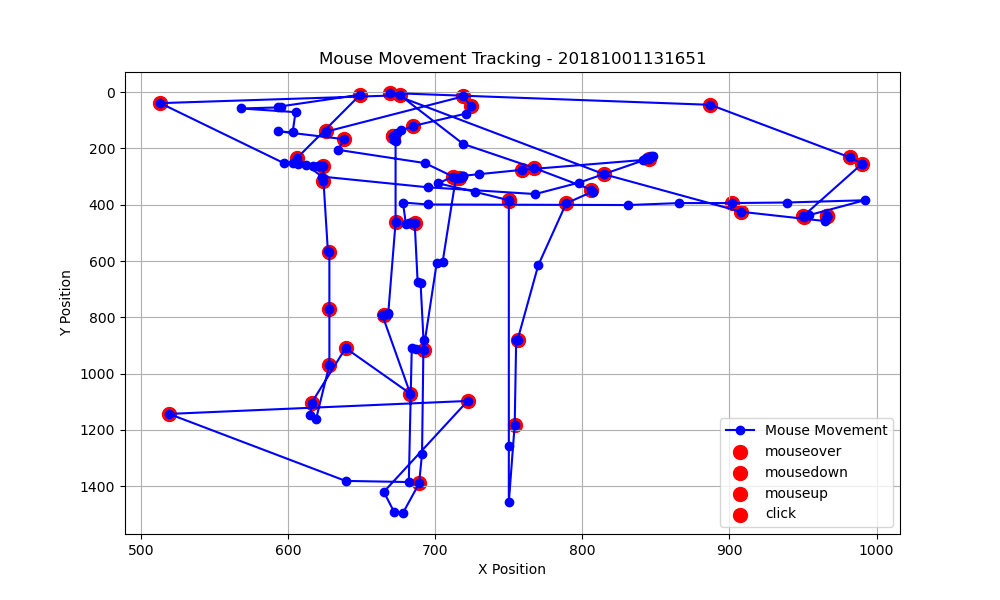 Mouse Movement Tracking - 20181001131651
0
200
400
600
800
1000
1200
1400
Y Position
500
600
700
800
900
1000
X Position
Mouse Movement
mouseover
mousedown
mouseup
click